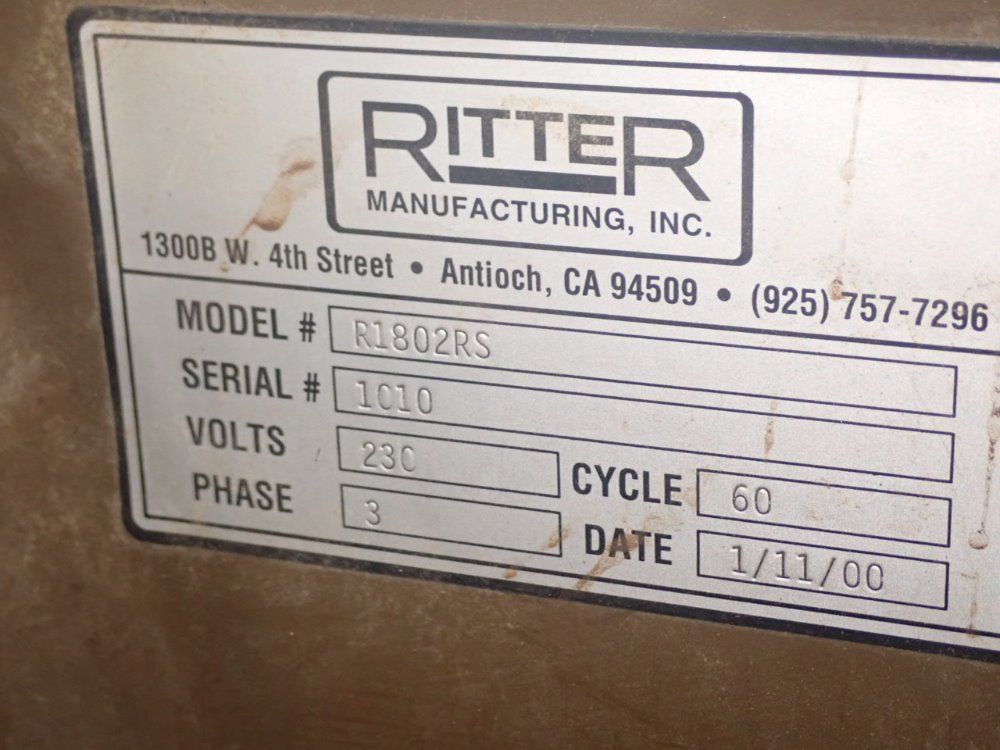 RITTER
MANUFACTURING, INC.
1300B W. 4th Street • Antioch, CA 94509 • (925) 757-7296
MODEL # R1802RS
SERIAL # 1010
VOLTS 230 CYCLE 60
PHASE 3 DATE 1/11/00